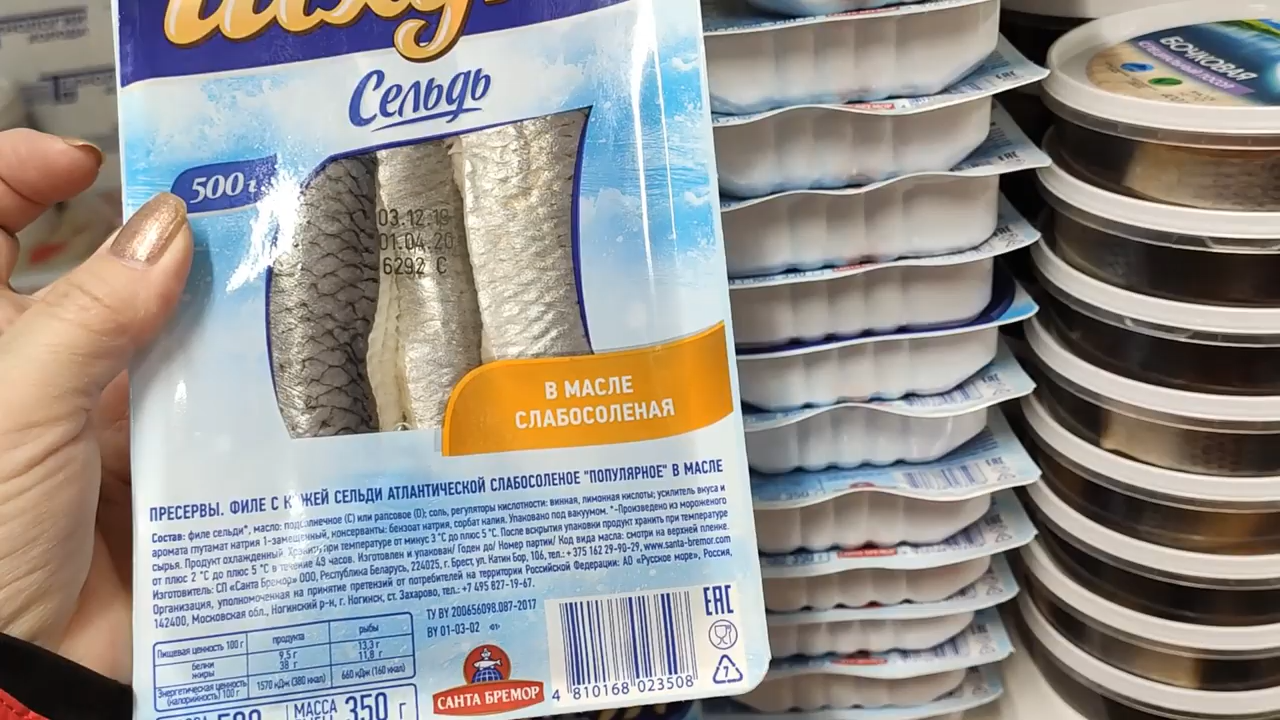 Сельдь
500 г
03.12.19
01.04.20
6292 С
В МАСЛЕ
СЛАБОСОЛЕНАЯ
ПРЕСЕРВЫ. ФИЛЕ С КОЖЕЙ СЕЛЬДИ АТЛАНТИЧЕСКОЙ СЛАБОСОЛЕНОЕ "ПОПУЛЯРНОЕ" В МАСЛЕ
Состав: филе сельди*, масло: подсолнечное (С) или рапсовое (О); соль, регуляторы кислотности: винная, лимонная кислоты; усилитель вкуса и
аромата глутамат натрия 1-замещенный, консерванты: бензоат натрия, сорбат калия. Упаковано под вакуумом. *-Произведено из мороженого
сырья. Продукт охлажденный. Хранить при температуре от минус 3 °С до плюс 5 °С. После вскрытия упаковки продукт хранить при температуре
от плюс 2 °С до плюс 5 °С в течение 48 часов. Изготовлен и упакован/ Годен до/ Номер партии/ Код вида масла: смотри на верхней пленке.
Изготовитель: СП «Санта Бремор» ООО, Республика Беларусь, 224025, г. Брест, ул. Катин Бор, 106, тел.: + 375 162 29-90-29, www.santa-bremor.com
Организация, уполномоченная на принятие претензий от потребителей на территории Российской Федерации: АО «Русское море», Россия,
142400, Московская обл., Ногинский р-н, г. Ногинск, ст. Захарово, тел.: +7 495 827-19-67.
Пищевая ценность 100 г продукта рыбы
белки 9,5 г 13,3 г
жиры 38 г 11,8 г
Энергетическая ценность
(калорийность) 100 г 1570 кДж (380 ккал) 660 кДж (160 ккал)
МАССА
350 г
ТУ BY 200656098.087-2017
BY 01-03-02
САНТА БРЕМОР
4 810168 023508
EAC
7
БОЧКОВАЯ